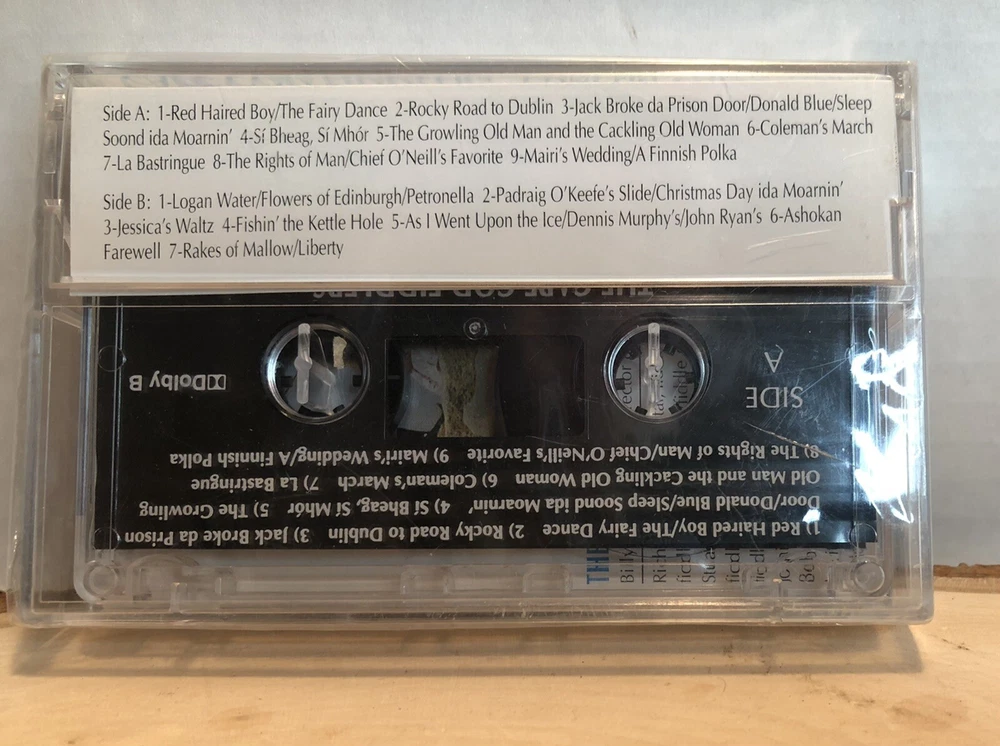 Side A: 1-Red Haired Boy/The Fairy Dance 2-Rocky Road to Dublin 3-Jack Broke da Prison Door/Donald Blue/Sleep
Soond ida Moarnin' 4-Sí Bheag, Sí Mhór 5-The Growling Old Man and the Cackling Old Woman 6-Coleman's March
7-La Bastringue 8-The Rights of Man/Chief O'Neill's Favorite 9-Mairi's Wedding/A Finnish Polka
Side B: 1-Logan Water/Flowers of Edinburgh/Petronella 2-Padraig O'Keefe's Slide/Christmas Day ida Moarnin'
3-Jessica's Waltz 4-Fishin' the Kettle Hole 5-As I Went Upon the Ice/Dennis Murphy's/John Ryan's 6-Ashokan
Farewell 7-Rakes of Mallow/Liberty
THE CAPE COD FIDDLERS
SIDE
A
Dolby B
1) Red Haired Boy/The Fairy Dance 2) Rocky Road to Dublin 3) Jack Broke da Prison
Door/Donald Blue/Sleep Soond ida Moarnin' 4) Sí Bheag, Sí Mhór 5) The Growling
Old Man and the Cackling Old Woman 6) Coleman's March 7) La Bastringue
8) The Rights of Man/Chief O'Neill's Favorite 9) Mairi's Wedding/A Finnish Polka
THE
Billy
Rich